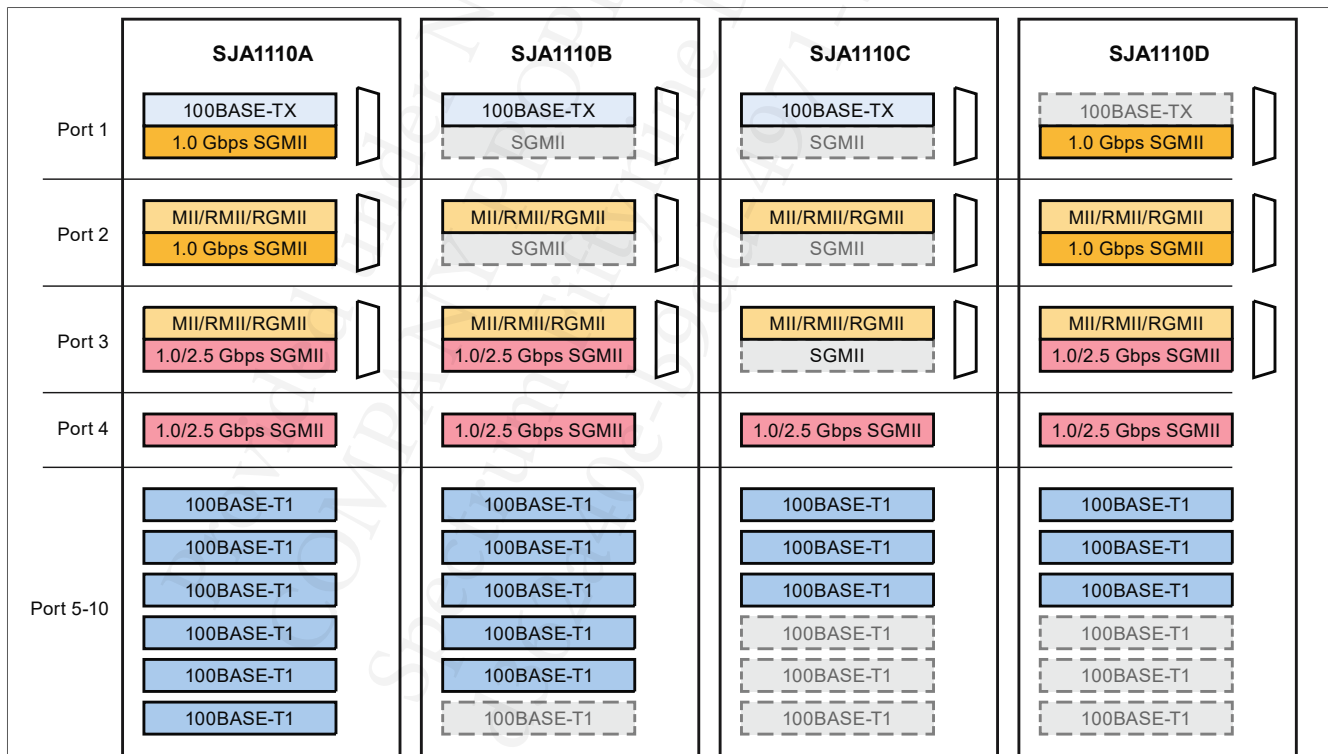 SJA1110A SJA1110B SJA1110C SJA1110D
Port 1
100BASE-TX 100BASE-TX 100BASE-TX 100BASE-TX
1.0 Gbps SGMII SGMII SGMII 1.0 Gbps SGMII
Port 2
MII/RMII/RGMII MII/RMII/RGMII MII/RMII/RGMII MII/RMII/RGMII
1.0 Gbps SGMII SGMII SGMII 1.0 Gbps SGMII
Port 3
MII/RMII/RGMII MII/RMII/RGMII MII/RMII/RGMII MII/RMII/RGMII
1.0/2.5 Gbps SGMII 1.0/2.5 Gbps SGMII SGMII 1.0/2.5 Gbps SGMII
Port 4 1.0/2.5 Gbps SGMII 1.0/2.5 Gbps SGMII 1.0/2.5 Gbps SGMII 1.0/2.5 Gbps SGMII
100BASE-T1 100BASE-T1 100BASE-T1 100BASE-T1
100BASE-T1 100BASE-T1 100BASE-T1 100BASE-T1
100BASE-T1 100BASE-T1 100BASE-T1 100BASE-T1
Port 5-10
100BASE-T1 100BASE-T1 100BASE-T1 100BASE-T1
100BASE-T1 100BASE-T1 100BASE-T1 100BASE-T1
100BASE-T1 100BASE-T1 100BASE-T1 100BASE-T1
Provided under
COMPANY
Spectrum